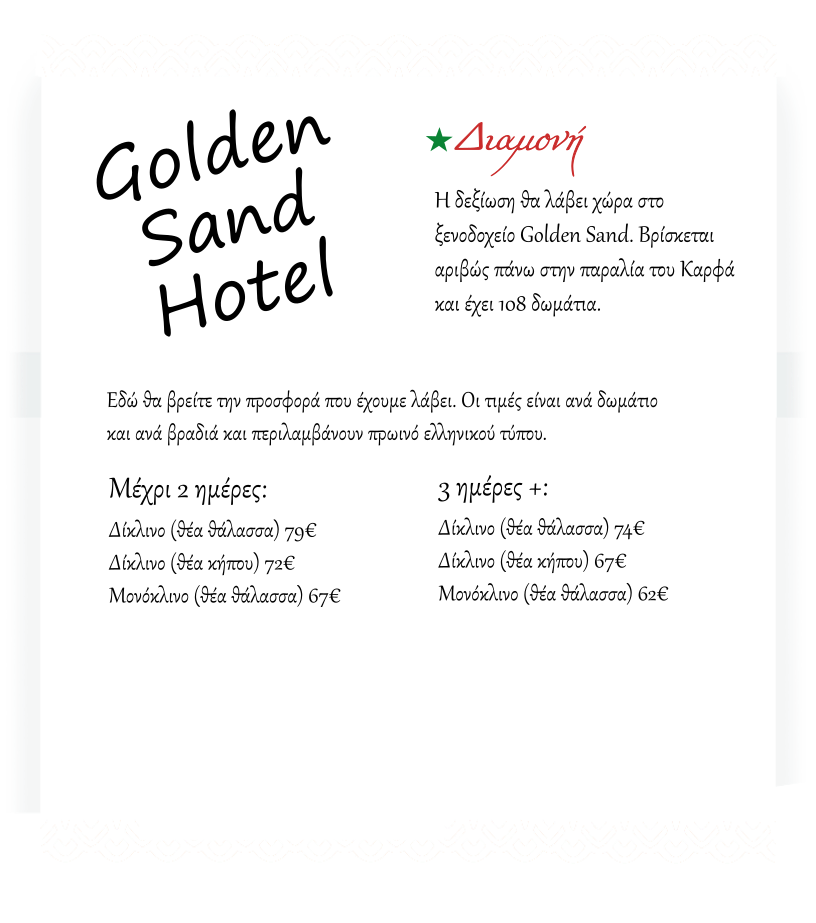 Golden
Sand
Hotel
Διαμονή
Η δεξίωση θα λάβει χώρα στο
ξενοδοχείο Golden Sand. Βρίσκεται
αριβώς πάνω στην παραλία του Καρφά
και έχει 108 δωμάτια.
Εδώ θα βρείτε την προσφορά που έχουμε λάβει. Οι τιμές είναι ανά δωμάτιο
και ανά βραδιά και περιλαμβάνουν πρωινό ελληνικού τύπου.
Μέχρι 2 ημέρες:
Δίκλινο (θέα θάλασσα) 79€
Δίκλινο (θέα κήπου) 72€
Μονόκλινο (θέα θάλασσα) 67€
3 ημέρες +:
Δίκλινο (θέα θάλασσα) 74€
Δίκλινο (θέα κήπου) 67€
Μονόκλινο (θέα θάλασσα) 62€